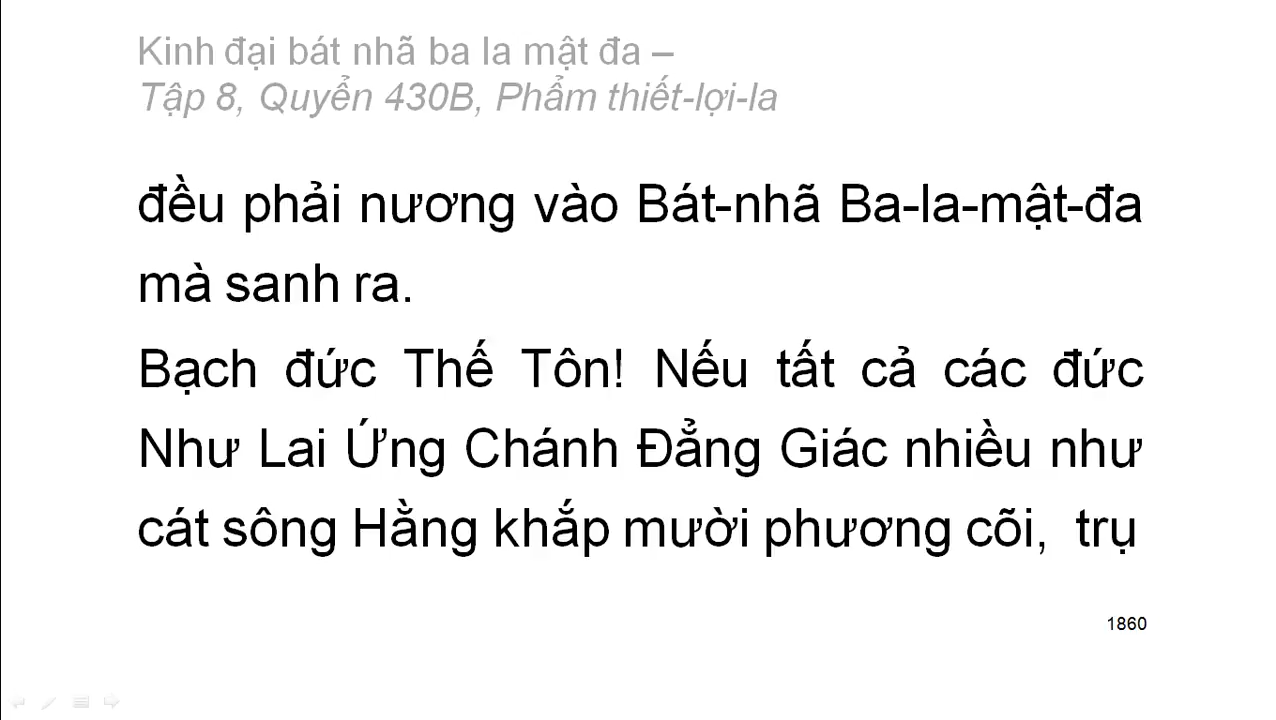 Kinh đại bát nhã ba la mật đa –
Tập 8, Quyển 430B, Phẩm thiết-lợi-la
đều phải nương vào Bát-nhã Ba-la-mật-đa
mà sanh ra.
Bạch đức Thế Tôn! Nếu tất cả các đức
Như Lai Ứng Chánh Đẳng Giác nhiều như
cát sông Hằng khắp mười phương cõi, trụ
1860